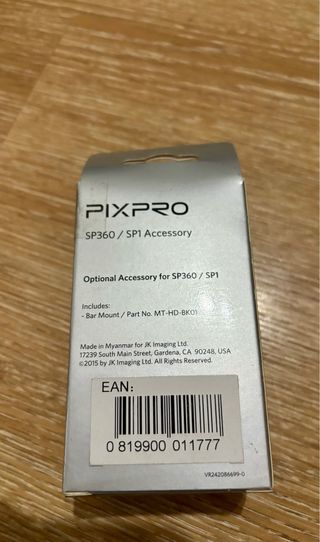 PIXPRO
SP360 / SP1 Accessory
Optional Accessory for SP360 / SP1
Includes:
- Bar Mount / Part No. MT-HD-BK01
Made in Myanmar for JK Imaging Ltd.
17239 South Main Street, Gardena, CA 90248, USA
©2015 by JK Imaging Ltd. All Rights Reserved.
EAN:
0 819900 011777
VR242086699-0